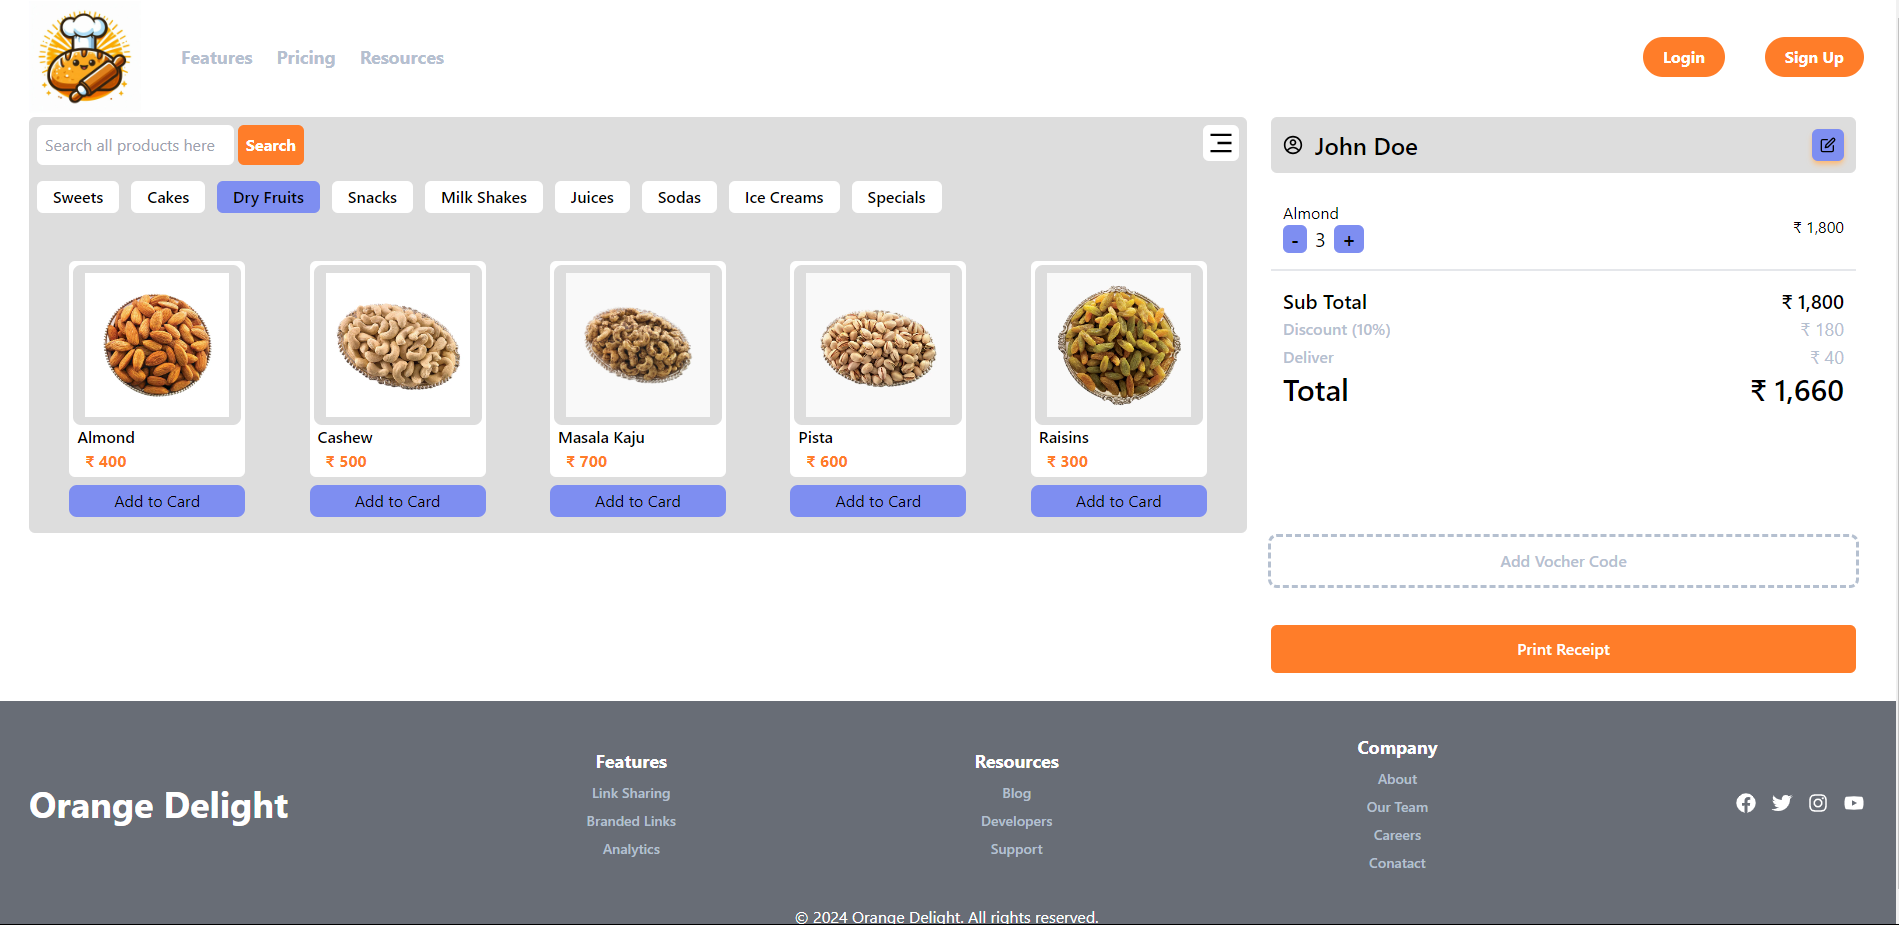 Features Pricing Resources
Login Sign Up
Search all products here Search
Sweets Cakes Dry Fruits Snacks Milk Shakes Juices Sodas Ice Creams Specials
Almond
₹ 400
Add to Card
Cashew
₹ 500
Add to Card
Masala Kaju
₹ 700
Add to Card
Pista
₹ 600
Add to Card
Raisins
₹ 300
Add to Card
John Doe
Almond
- 3 +
₹ 1,800
Sub Total ₹ 1,800
Discount (10%) ₹ 180
Deliver ₹ 40
Total ₹ 1,660
Add Vocher Code
Print Receipt
Orange Delight
Features
Link Sharing
Branded Links
Analytics
Resources
Blog
Developers
Support
Company
About
Our Team
Careers
Conatact
© 2024 Orange Delight. All rights reserved.